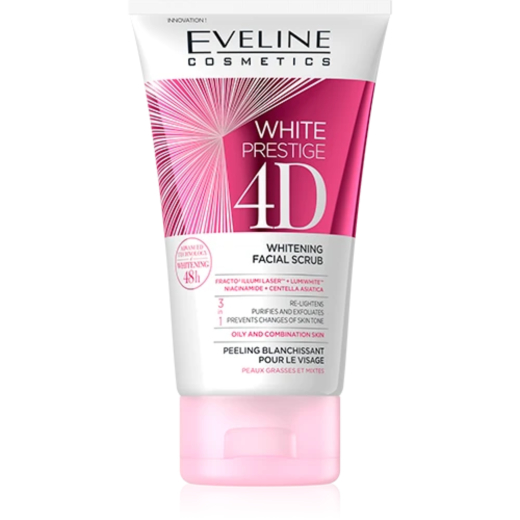 INNOVATION!
EVELINE
COSMETICS
WHITE
PRESTIGE
4D
WHITENING
FACIAL SCRUB
ADVANCED
TECHNOLOGY
WHITENING
48h
FRACTO² ILLUMI LASER™ + LUMIWHITE™
NIACINAMIDE + CENTELLA ASIATICA
3 in 1
RE-LIGHTENS
PURIFIES AND EXFOLIATES
PREVENTS CHANGES OF SKIN TONE
OILY AND COMBINATION SKIN
PEELING BLANCHISSANT
POUR LE VISAGE
PEAUX GRASSES ET MIXTES